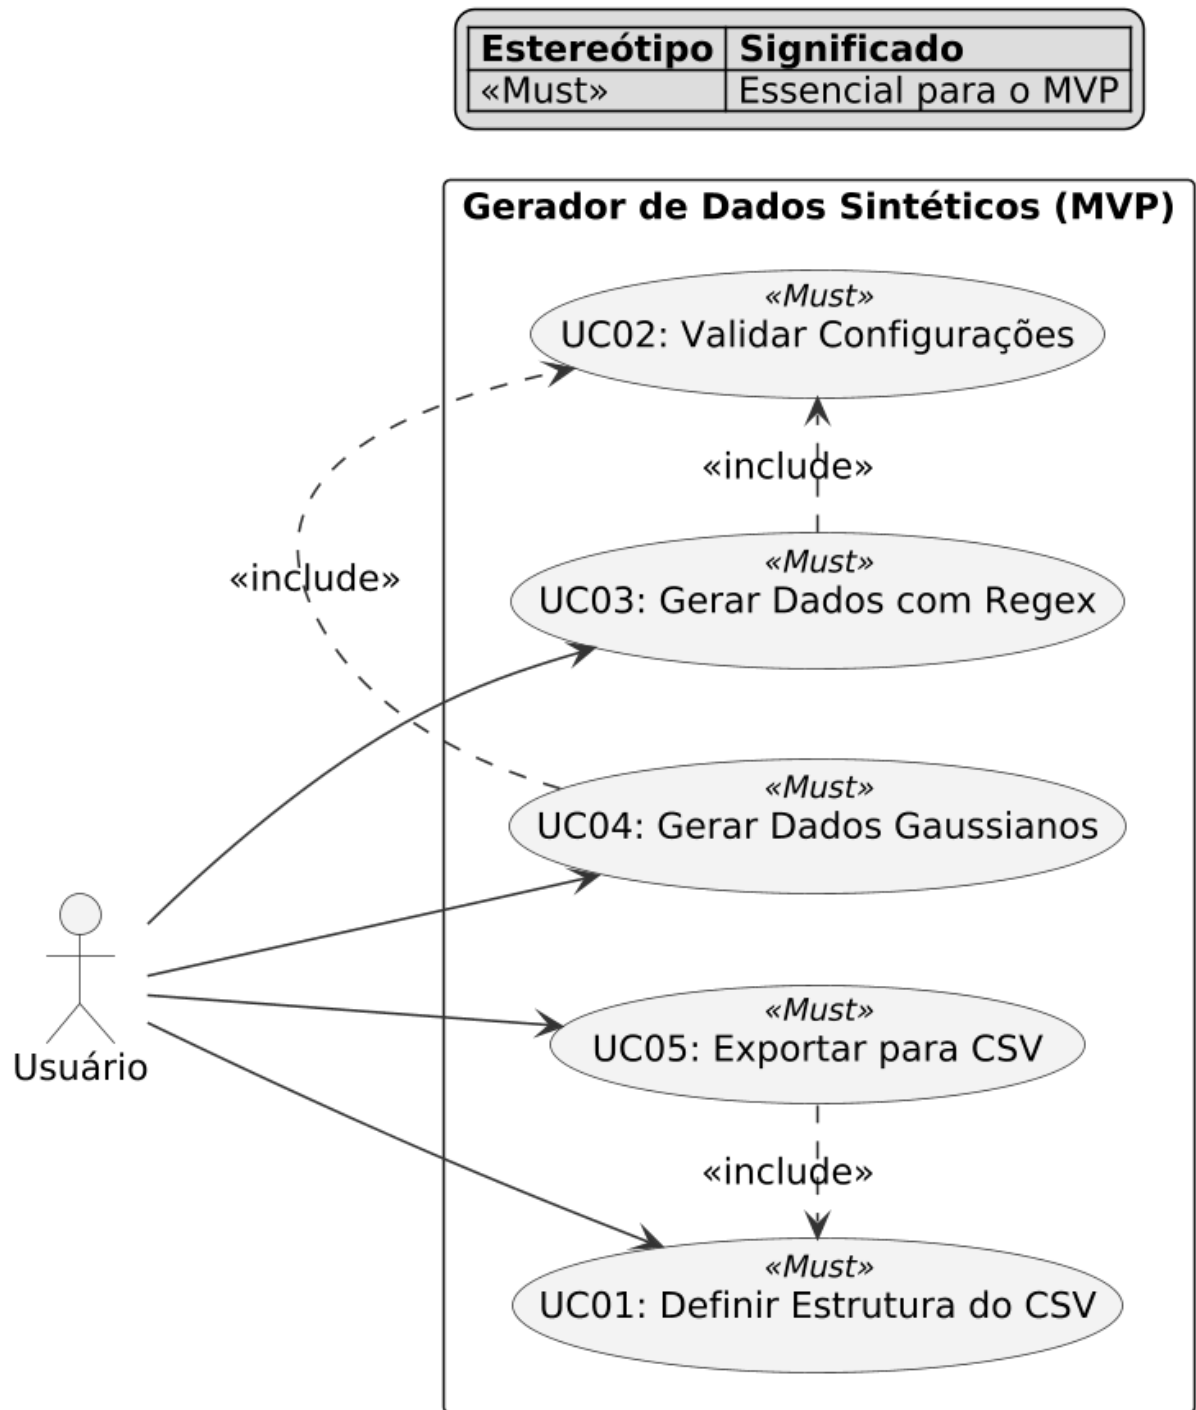 Estereótipo Significado
«Must» Essencial para o MVP
Gerador de Dados Sintéticos (MVP)
«Must»
UC02: Validar Configurações
«include»
«include»
«Must»
UC03: Gerar Dados com Regex
«Must»
UC04: Gerar Dados Gaussianos
Usuário
«Must»
UC05: Exportar para CSV
«include»
«Must»
UC01: Definir Estrutura do CSV